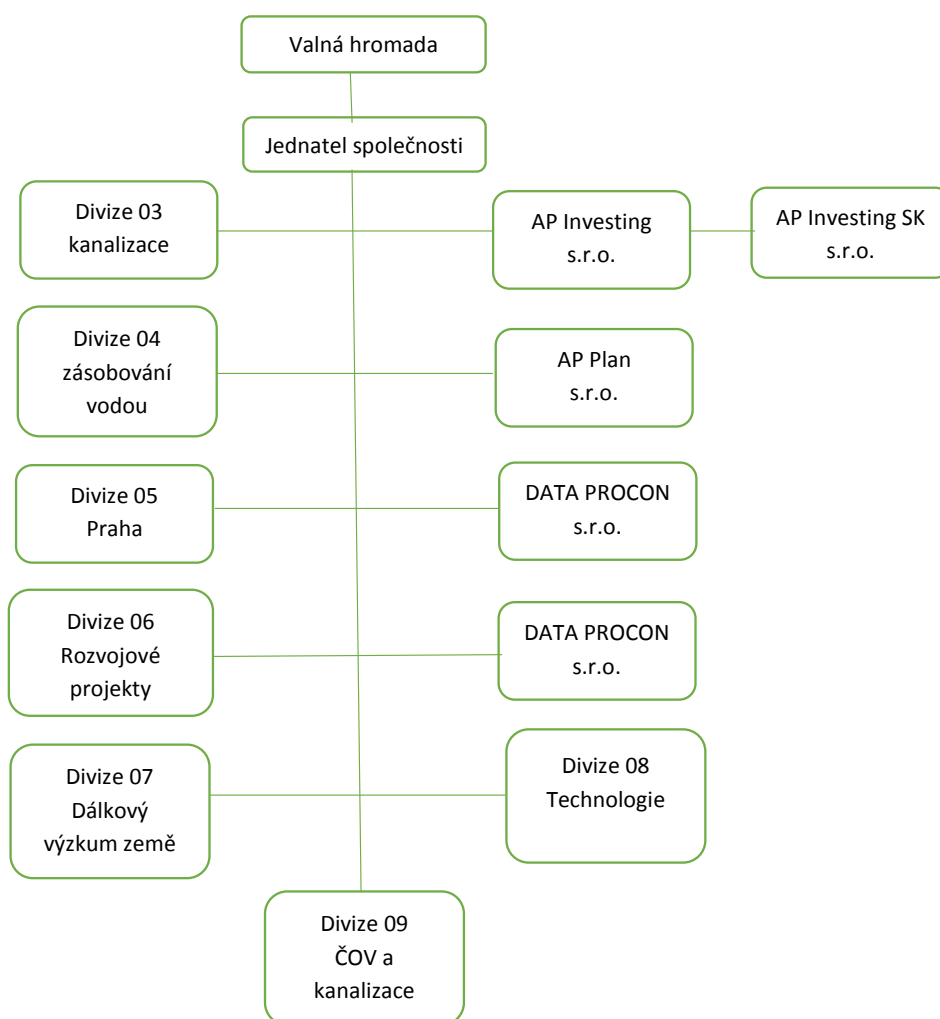 Valná hromada
Jednatel společnosti
Divize 03
kanalizace
AP Investing
s.r.o.
AP Investing SK
s.r.o.
Divize 04
zásobování
vodou
AP Plan
s.r.o.
Divize 05
Praha
DATA PROCON
s.r.o.
Divize 06
Rozvojové
projekty
DATA PROCON
s.r.o.
Divize 07
Dálkový
výzkum země
Divize 08
Technologie
Divize 09
ČOV a
kanalizace